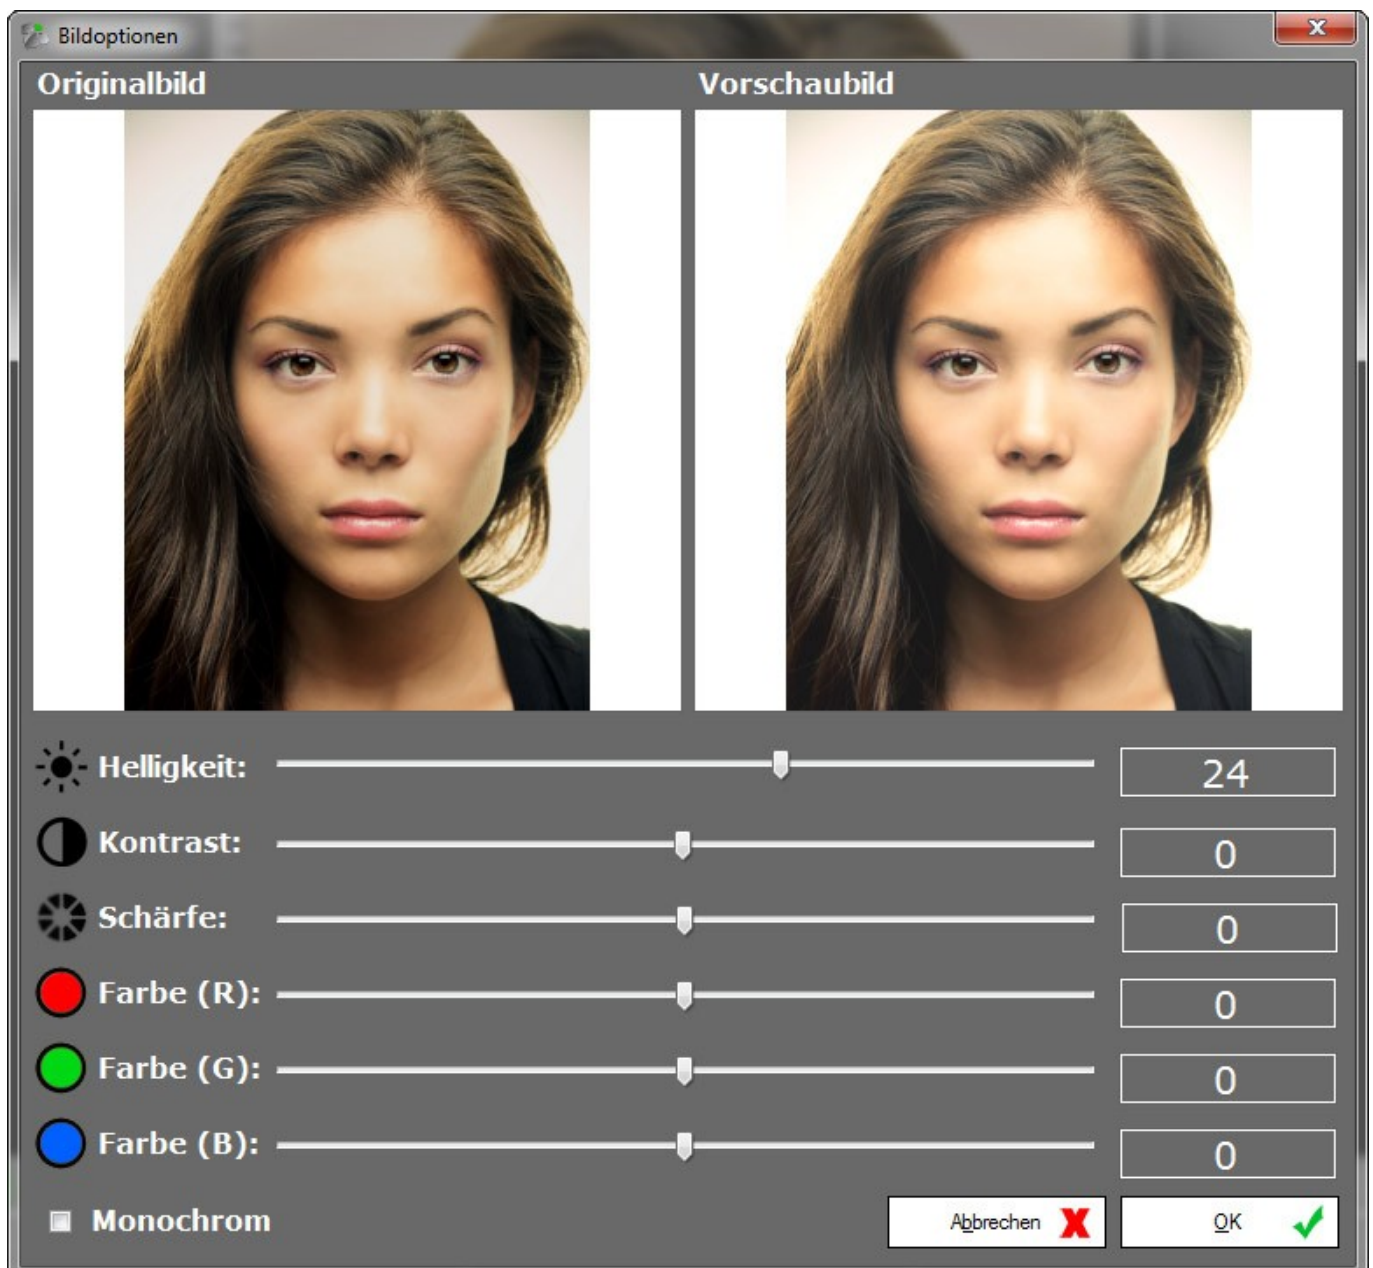 Bildoptionen
X
Originalbild
Vorschaubild
Helligkeit:
24
Kontrast:
0
Schärfe:
0
Farbe (R):
0
Farbe (G):
0
Farbe (B):
0
Monochrom
Abbrechen X
OK